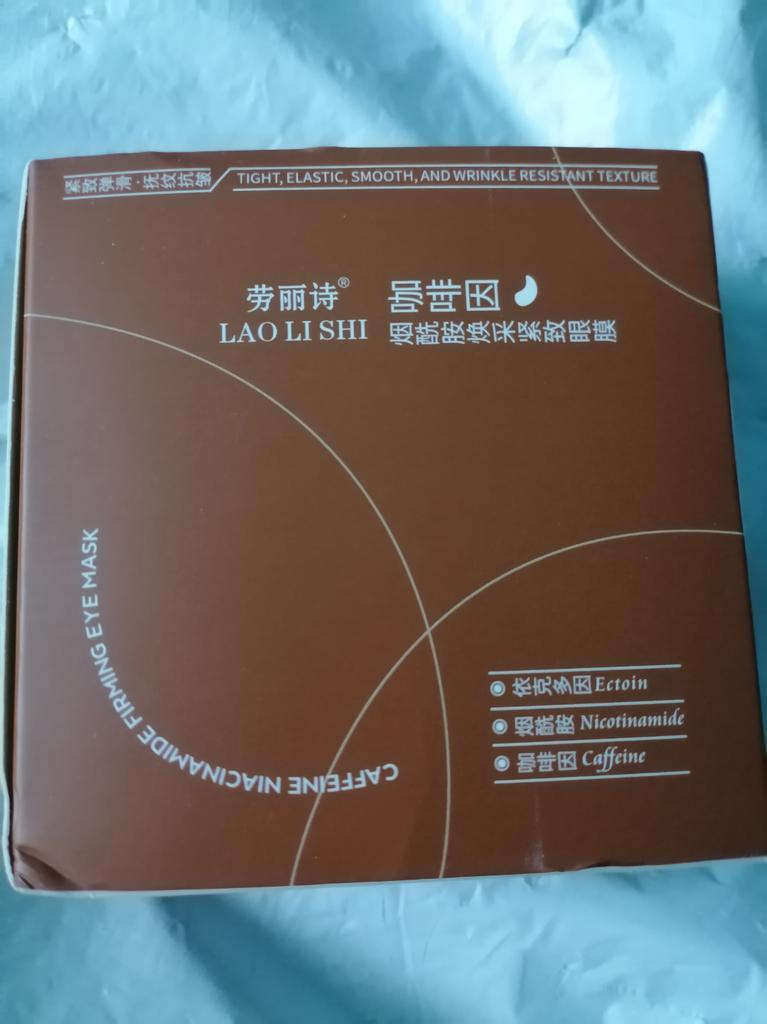 紧致弹滑·抚纹抗皱
TIGHT, ELASTIC, SMOOTH, AND WRINKLE RESISTANT TEXTURE
劳丽诗®
LAO LI SHI
咖啡因
烟酰胺焕采紧致眼膜
CAFFEINE NIACINAMIDE FIRMING EYE MASK
依克多因 Ectoin
烟酰胺 Nicotinamide
咖啡因 Caffeine